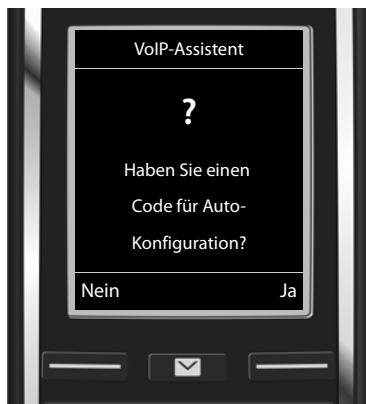 VoIP-Assistent
?
Haben Sie einen
Code für Auto-
Konfiguration?
Nein Ja